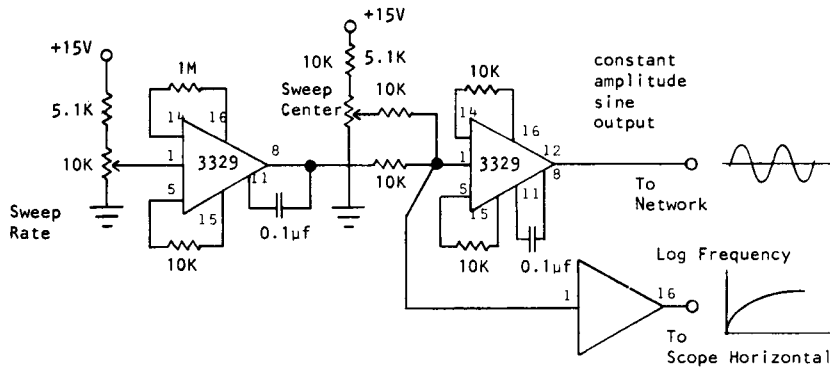 +15V
5.1K
10K
Sweep
Rate
1M
14
16
1
3329
8
5
15
11
10K
0.1µf
+15V
10K
5.1K
Sweep
Center
10K
10K
10K
14
16
1
3329
12
8
5
15
11
10K
0.1µf
constant
amplitude
sine
output
To
Network
Log Frequency
1
16
To
Scope Horizontal